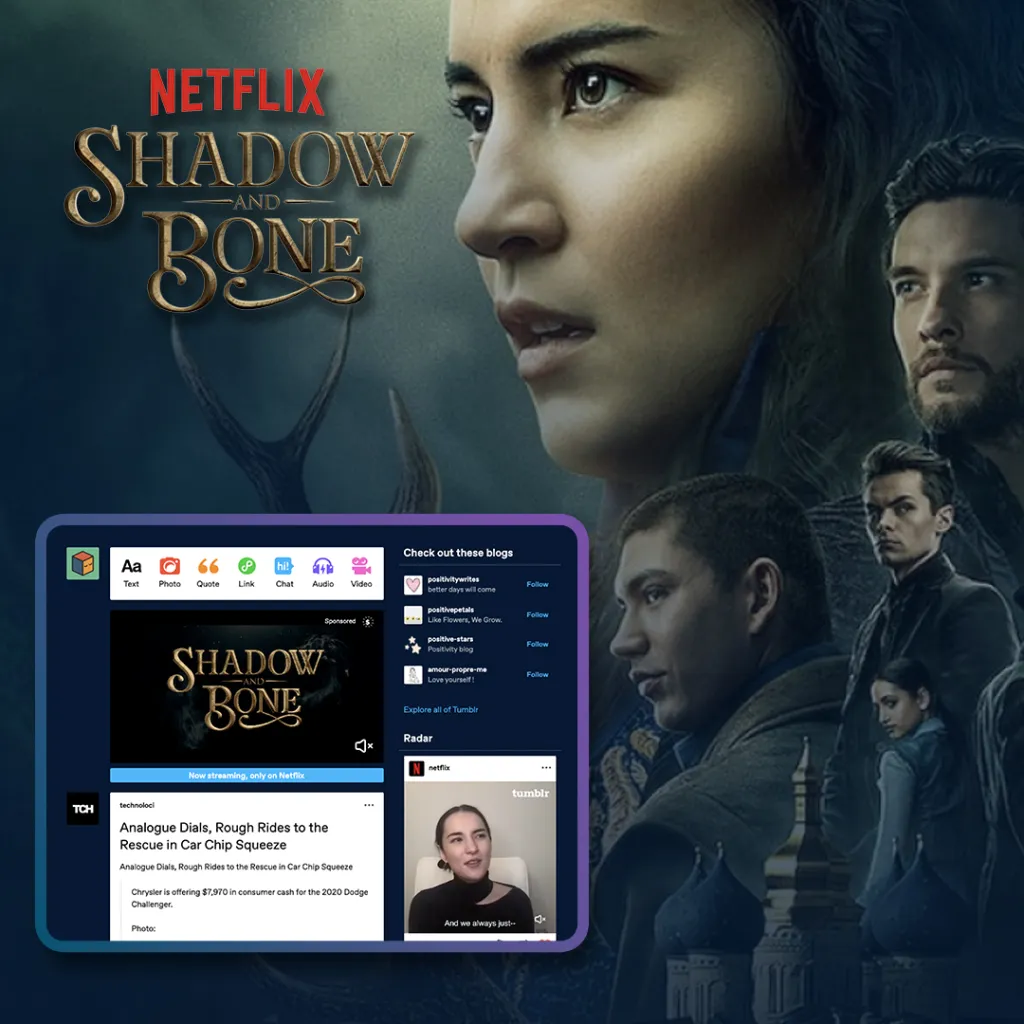 NETFLIX
SHADOW
AND
BONE
Aa
Text
Photo
Quote
Link
hi!
Chat
Audio
Video
Sponsored
SHADOW
AND
BONE
Now streaming, only on Netflix
TCH
technoloci
Analogue Dials, Rough Rides to the
Rescue in Car Chip Squeeze
Analogue Dials, Rough Rides to the Rescue in Car Chip Squeeze
Chrysler is offering $7,970 in consumer cash for the 2020 Dodge
Challenger.
Photo:
Check out these blogs
positivitywrites
better days will come
Follow
positivepetals
Like Flowers, We Grow.
Follow
positive-stars
Positivity blog
Follow
amour-propre-me
Love yourself !
Follow
Explore all of Tumblr
Radar
N
netflix
tumblr
And we always just--